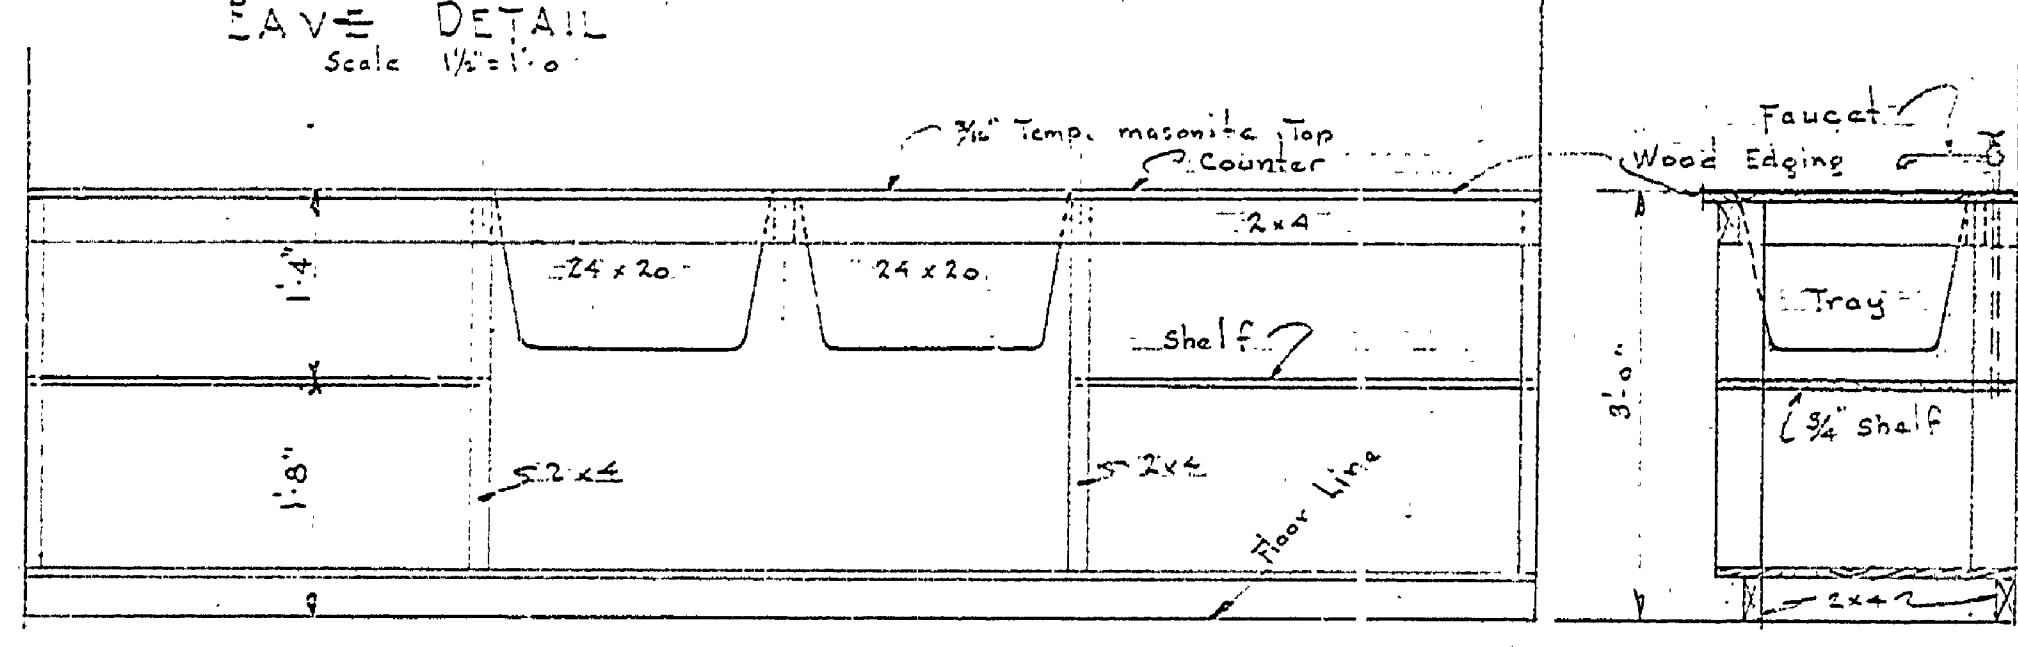 EAVE DETAIL
Scale 1½" = 1'-0
3/16" Temp. masonite Top
Counter
Faucet
Wood Edging
2x4
1'-4"
24 x 20
24 x 20
Tray
Shelf
3'-0"
3/4" Shelf
1'-8"
2x4
2x4
Floor Line
2x4